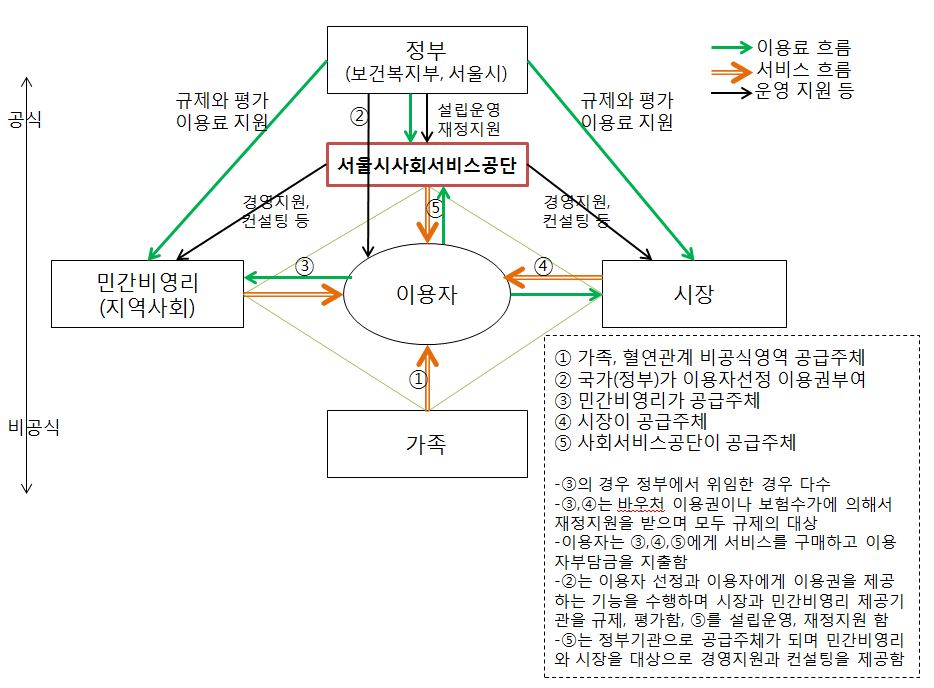 정부
(보건복지부, 서울시)
이용료 흐름
서비스 흐름
운영 지원 등
공식
규제와 평가
이용료 지원
②
설립운영
재정지원
규제와 평가
이용료 지원
서울시사회서비스공단
경영지원,
컨설팅 등
⑤
경영지원,
컨설팅 등
③
④
민간비영리
(지역사회)
이용자
시장
①
비공식
가족
① 가족, 혈연관계 비공식영역 공급주체
② 국가(정부)가 이용자선정 이용권부여
③ 민간비영리가 공급주체
④ 시장이 공급주체
⑤ 사회서비스공단이 공급주체
-③의 경우 정부에서 위임한 경우 다수
-③,④는 바우처 이용권이나 보험수가에 의해서
재정지원을 받으며 모두 규제의 대상
-이용자는 ③,④,⑤에게 서비스를 구매하고 이용
자부담금을 지출함
-②는 이용자 선정과 이용자에게 이용권을 제공
하는 기능을 수행하며 시장과 민간비영리 제공기
관을 규제, 평가함, ⑤를 설립운영, 재정지원 함
-⑤는 정부기관으로 공급주체가 되며 민간비영리
와 시장을 대상으로 경영지원과 컨설팅을 제공함